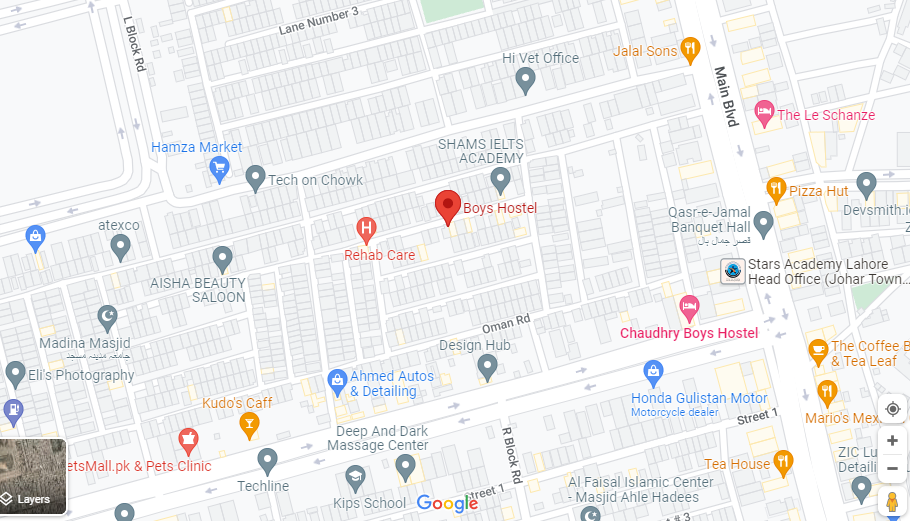 Lane Number 3
L Block Rd
Jalal Sons
Hi Vet Office
Main Blvd
The Le Schanze
Hamza Market
SHAMS IELTS
ACADEMY
Tech on Chowk
Pizza Hut
Boys Hostel
Devsmith.i
Qasr-e-Jamal
Banquet Hall
قصر جمال ہال
atexco
Rehab Care
Stars Academy Lahore
Head Office (Johar Town...
AISHA BEAUTY
SALOON
Madina Masjid
جامعہ مدینہ مسجد
Oman Rd
Chaudhry Boys Hostel
Design Hub
The Coffee B
& Tea Leaf
Eli's Photography
Ahmed Autos
& Detailing
Honda Gulistan Motor
Motorcycle dealer
Kudo's Caff
Street 1
Mario's Mex
Deep And Dark
Massage Center
R Block Rd
etsMall.pk & Pets Clinic
Tea House
ZIC Lu
Detaili
Techline
Kips School
Google
Street 1
Al Faisal Islamic Center
- Masjid Ahle Hadees
Layers
# 3